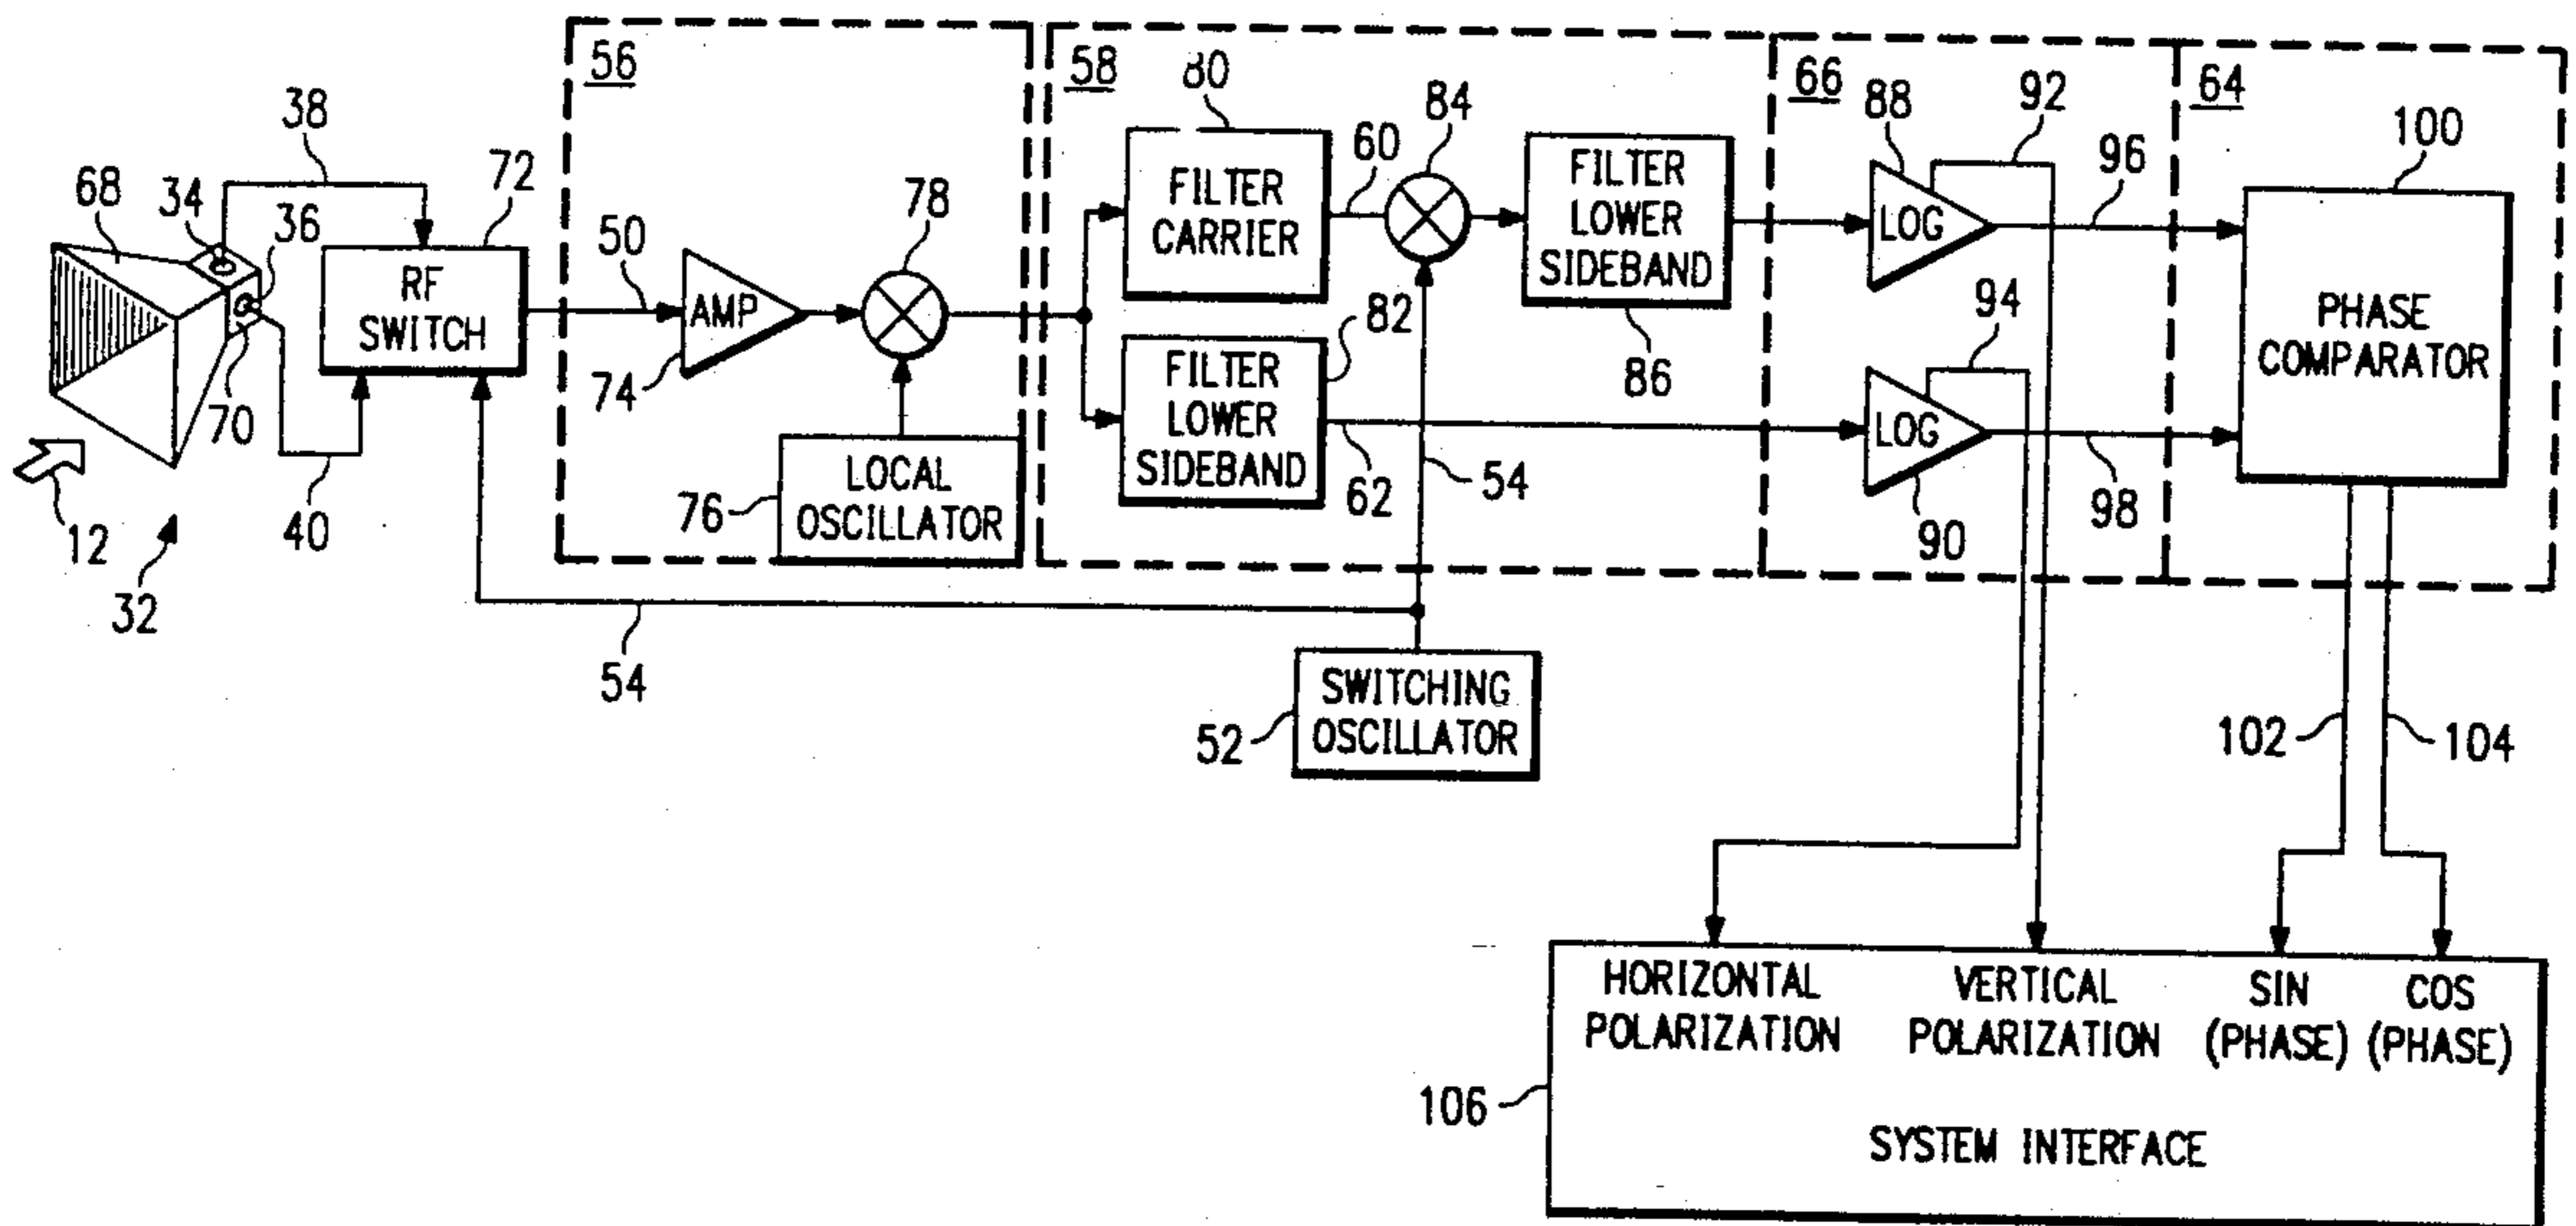 56
58
80
66
88
92
64
38
84
100
68
34
36
72
78
60
96
50
FILTER
CARRIER
FILTER
LOWER
SIDEBAND
LOG
RF
SWITCH
AMP
94
PHASE
COMPARATOR
82
74
86
70
FILTER
LOWER
SIDEBAND
LOG
12
40
76
LOCAL
OSCILLATOR
62
54
90
98
32
54
52
SWITCHING
OSCILLATOR
102
104
HORIZONTAL
POLARIZATION
VERTICAL
POLARIZATION
SIN
(PHASE)
COS
(PHASE)
106
SYSTEM INTERFACE